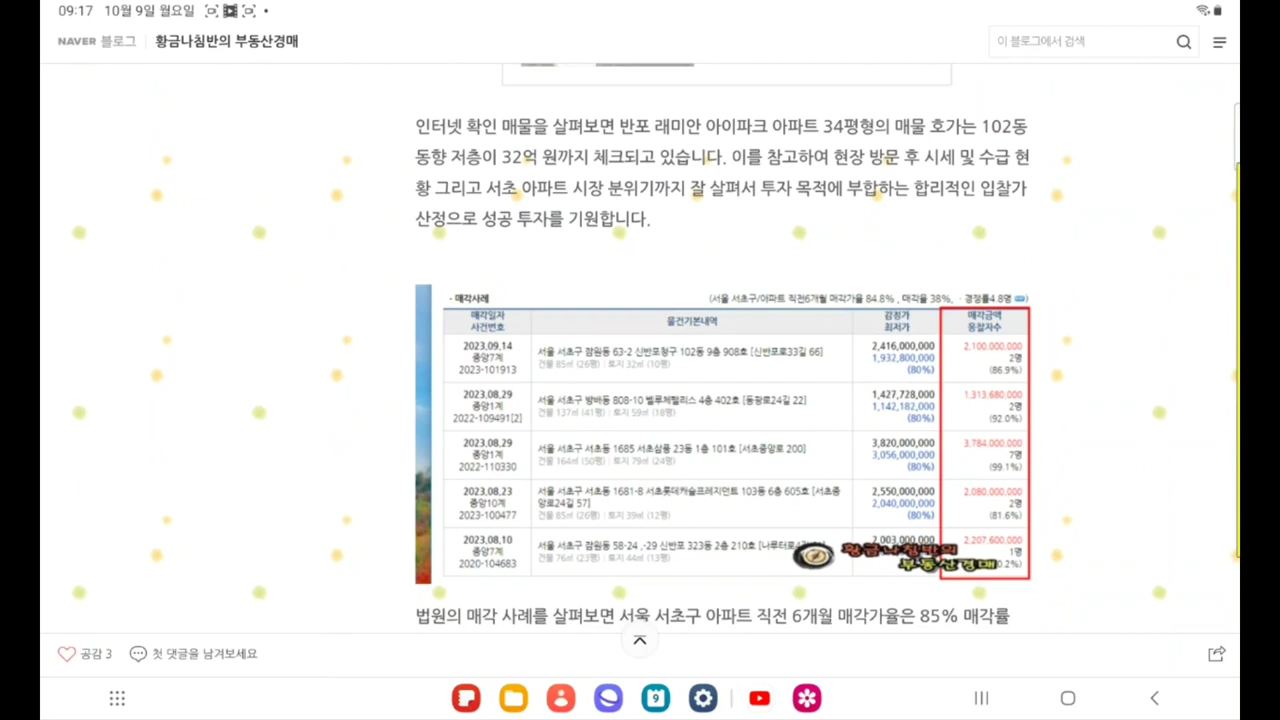 09:17 10월 9일 월요일
NAVER 블로그 황금나침반의 부동산경매
이 블로그에서 검색
인터넷 확인 매물을 살펴보면 반포 래미안 아이파크 아파트 34평형의 매물 호가는 102동
동향 저층이 32억 원까지 체크되고 있습니다. 이를 참고하여 현장 방문 후 시세 및 수급 현
황 그리고 서초 아파트 시장 분위기까지 잘 살펴서 투자 목적에 부합하는 합리적인 입찰가
산정으로 성공 투자를 기원합니다.
· 매각사례 (서울 서초구/아파트 직전6개월 매각가율 84.8% , 매각율 38%, · 경쟁률4.8명)
매각일자 물건기본내역 감정가 매각금액
사건번호 최저가 응찰자수
2023.09.14 2,416,000,000 2,100,000,000
중앙7계 서울 서초구 잠원동 63-2 신반포청구 102동 9층 908호 [신반포로33길 66] 1,932,800,000 2명
2023-101913 건물 85㎡ (26평) | 토지 32㎡ (10평) (80%) (86.9%)
2023.08.29 1,427,728,000 1,313,680,000
중앙1계 서울 서초구 방배동 808-10 벨루체펠리스 4층 402호 [동광로24길 22] 1,142,182,000 2명
2022-109491[2] 건물 137㎡ (41평) | 토지 59㎡ (18평) (80%) (92.0%)
2023.08.29 3,820,000,000 3,784,000,000
중앙1계 서울 서초구 서초동 1685 서초삼풍 23동 1층 101호 [서초중앙로 200] 3,056,000,000 7명
2022-110330 건물 164㎡ (50평) | 토지 79㎡ (24평) (80%) (99.1%)
2023.08.23 서울 서초구 서초동 1681-8 서초롯데캐슬프레지던트 103동 6층 605호 [서초중 2,550,000,000 2,080,000,000
중앙10계 앙로24길 57] 2,040,000,000 2명
2023-100477 건물 85㎡ (26평) | 토지 39㎡ (12평) (80%) (81.6%)
2023.08.10 2,003,000,000 2,207,600,000
중앙7계 서울 서초구 잠원동 58-24 ,-29 신반포 323동 2층 210호 [나루터로4 1명
2020-104683 건물 76㎡ (23평) | 토지 44㎡ (13평) 0.2%)
황금나침반의
부동산경매
법원의 매각 사례를 살펴보면 서울 서초구 아파트 직전 6개월 매각가율은 85% 매각률
공감 3 첫 댓글을 남겨보세요
9